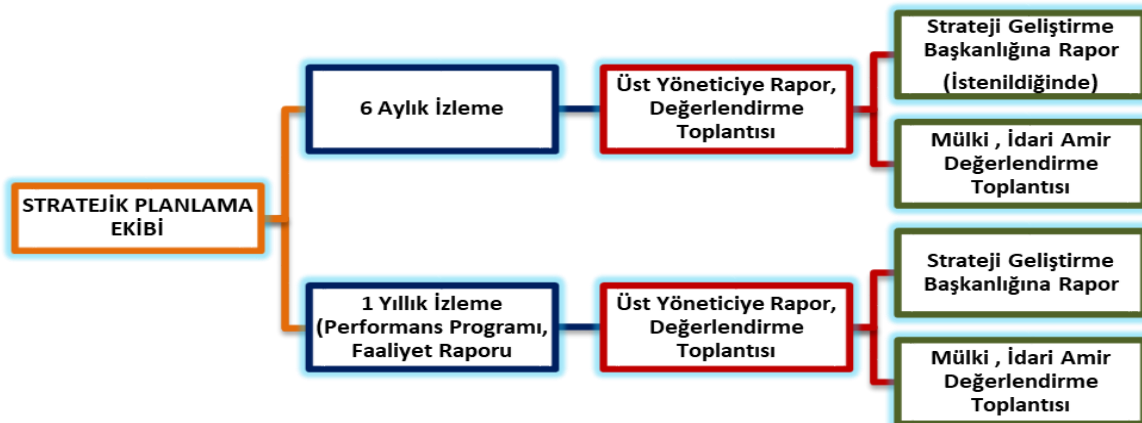 STRATEJİK PLANLAMA
EKİBİ
6 Aylık İzleme
Üst Yöneticiye Rapor,
Değerlendirme
Toplantısı
Strateji Geliştirme
Başkanlığına Rapor
(İstenildiğinde)
Mülki , İdari Amir
Değerlendirme
Toplantısı
1 Yıllık İzleme
(Performans Programı,
Faaliyet Raporu
Üst Yöneticiye Rapor,
Değerlendirme
Toplantısı
Strateji Geliştirme
Başkanlığına Rapor
Mülki , İdari Amir
Değerlendirme
Toplantısı